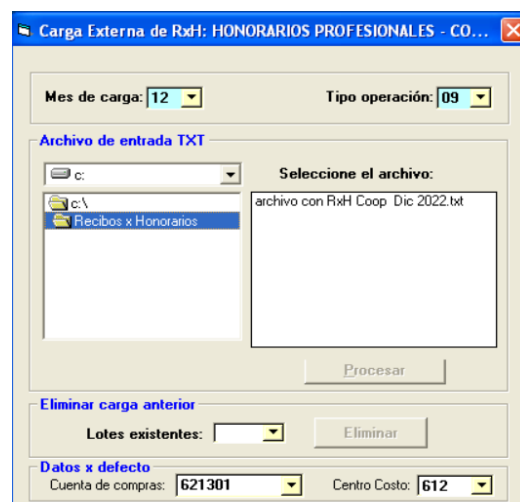 Carga Externa de RxH: HONORARIOS PROFESIONALES - CO...
Mes de carga: 12 Tipo operación: 09
Archivo de entrada TXT
c: Seleccione el archivo:
c:\ archivo con RxH Coop Dic 2022.txt
Recibos x Honorarios
Procesar
Eliminar carga anterior
Lotes existentes: Eliminar
Datos x defecto
Cuenta de compras: 621301 Centro Costo: 612